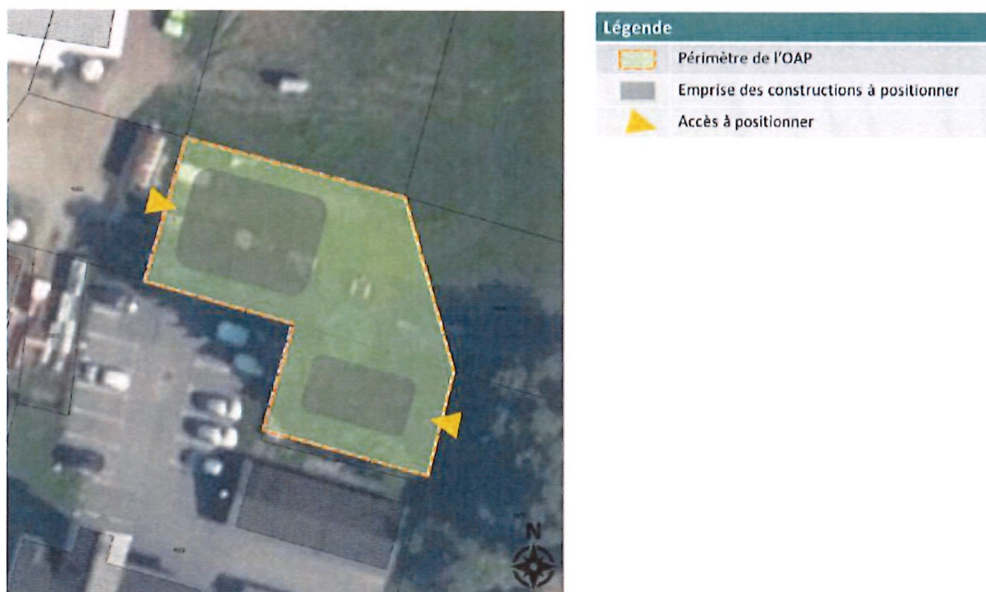 Légende
Périmètre de l'OAP
Emprise des constructions à positionner
Accès à positionner
N